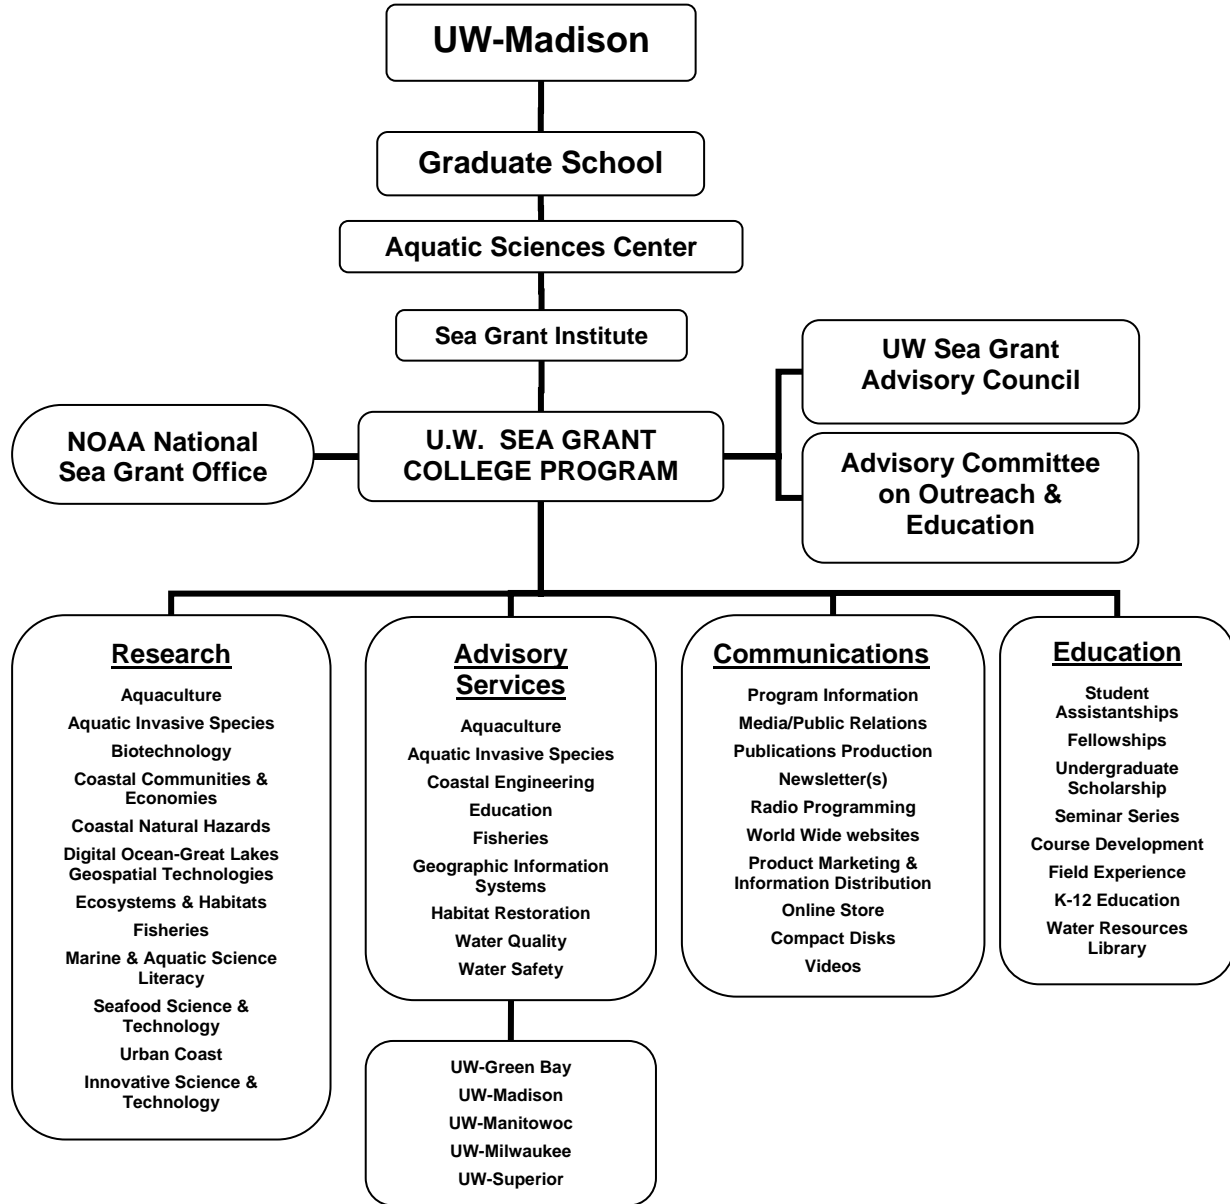 UW-Madison
Graduate School
Aquatic Sciences Center
Sea Grant Institute
UW Sea Grant
Advisory Council
NOAA National
Sea Grant Office
U.W. SEA GRANT
COLLEGE PROGRAM
Advisory Committee
on Outreach &
Education
Research
Aquaculture
Aquatic Invasive Species
Biotechnology
Coastal Communities &
Economies
Coastal Natural Hazards
Digital Ocean-Great Lakes
Geospatial Technologies
Ecosystems & Habitats
Fisheries
Marine & Aquatic Science
Literacy
Seafood Science &
Technology
Urban Coast
Innovative Science &
Technology
Advisory
Services
Aquaculture
Aquatic Invasive Species
Coastal Engineering
Education
Fisheries
Geographic Information
Systems
Habitat Restoration
Water Quality
Water Safety
UW-Green Bay
UW-Madison
UW-Manitowoc
UW-Milwaukee
UW-Superior
Communications
Program Information
Media/Public Relations
Publications Production
Newsletter(s)
Radio Programming
World Wide websites
Product Marketing &
Information Distribution
Online Store
Compact Disks
Videos
Education
Student
Assistantships
Fellowships
Undergraduate
Scholarship
Seminar Series
Course Development
Field Experience
K-12 Education
Water Resources
Library